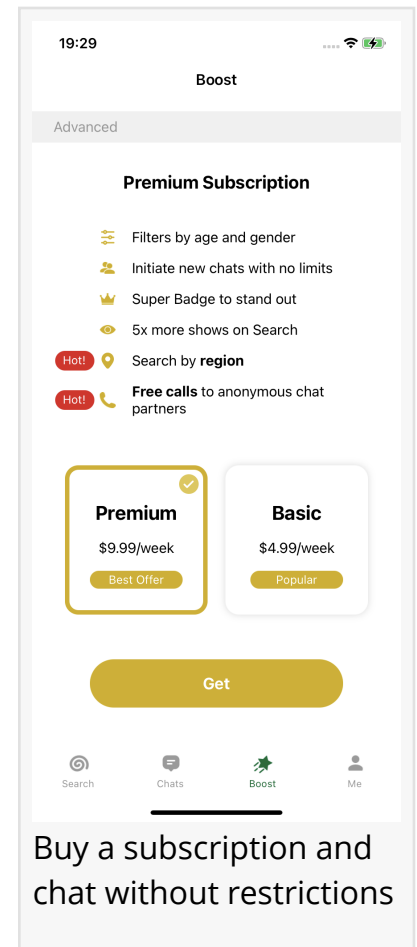 19:29
Boost
Advanced
Premium Subscription
Filters by age and gender
Initiate new chats with no limits
Super Badge to stand out
5x more shows on Search
Hot! Search by region
Hot! Free calls to anonymous chat
partners
Premium
$9.99/week
Best Offer
Basic
$4.99/week
Popular
Get
Search Chats Boost Me
Buy a subscription and
chat without restrictions